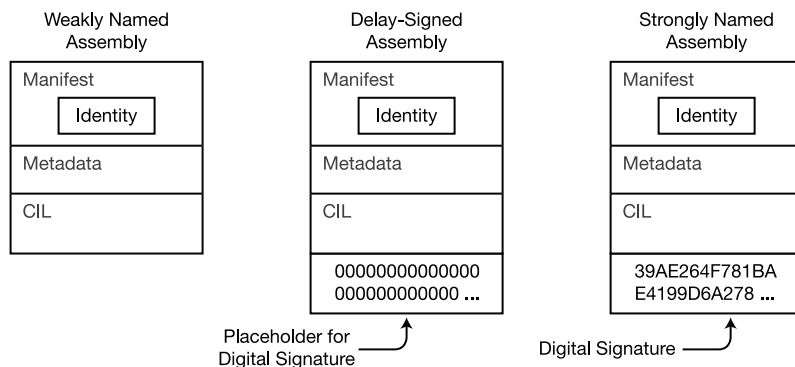 Weakly Named
Assembly
Manifest
Identity
Metadata
CIL
Delay-Signed
Assembly
Manifest
Identity
Metadata
CIL
00000000000000
000000000000 ...
Placeholder for
Digital Signature
Strongly Named
Assembly
Manifest
Identity
Metadata
CIL
39AE264F781BA
E4199D6A278 ...
Digital Signature